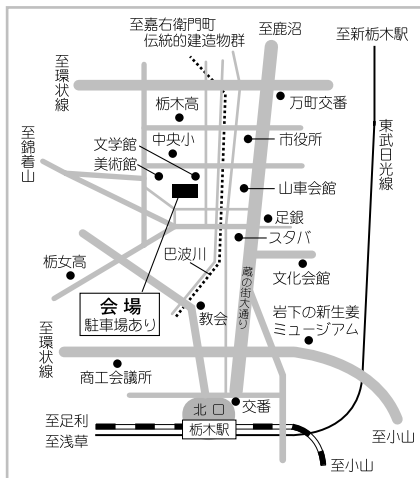 至嘉右衛門町
伝統的建造物群
至鹿沼
至新栃木駅
至環状線
栃木高
万町交番
至錦着山
文学館
中央小
市役所
美術館
東武日光線
山車会館
足銀
スタバ
栃女高
巴波川
文化会館
会場
駐車場あり
蔵の街大通り
教会
岩下の新生姜
ミュージアム
至環状線
商工会議所
北口
交番
至足利
栃木駅
至浅草
至小山
至小山